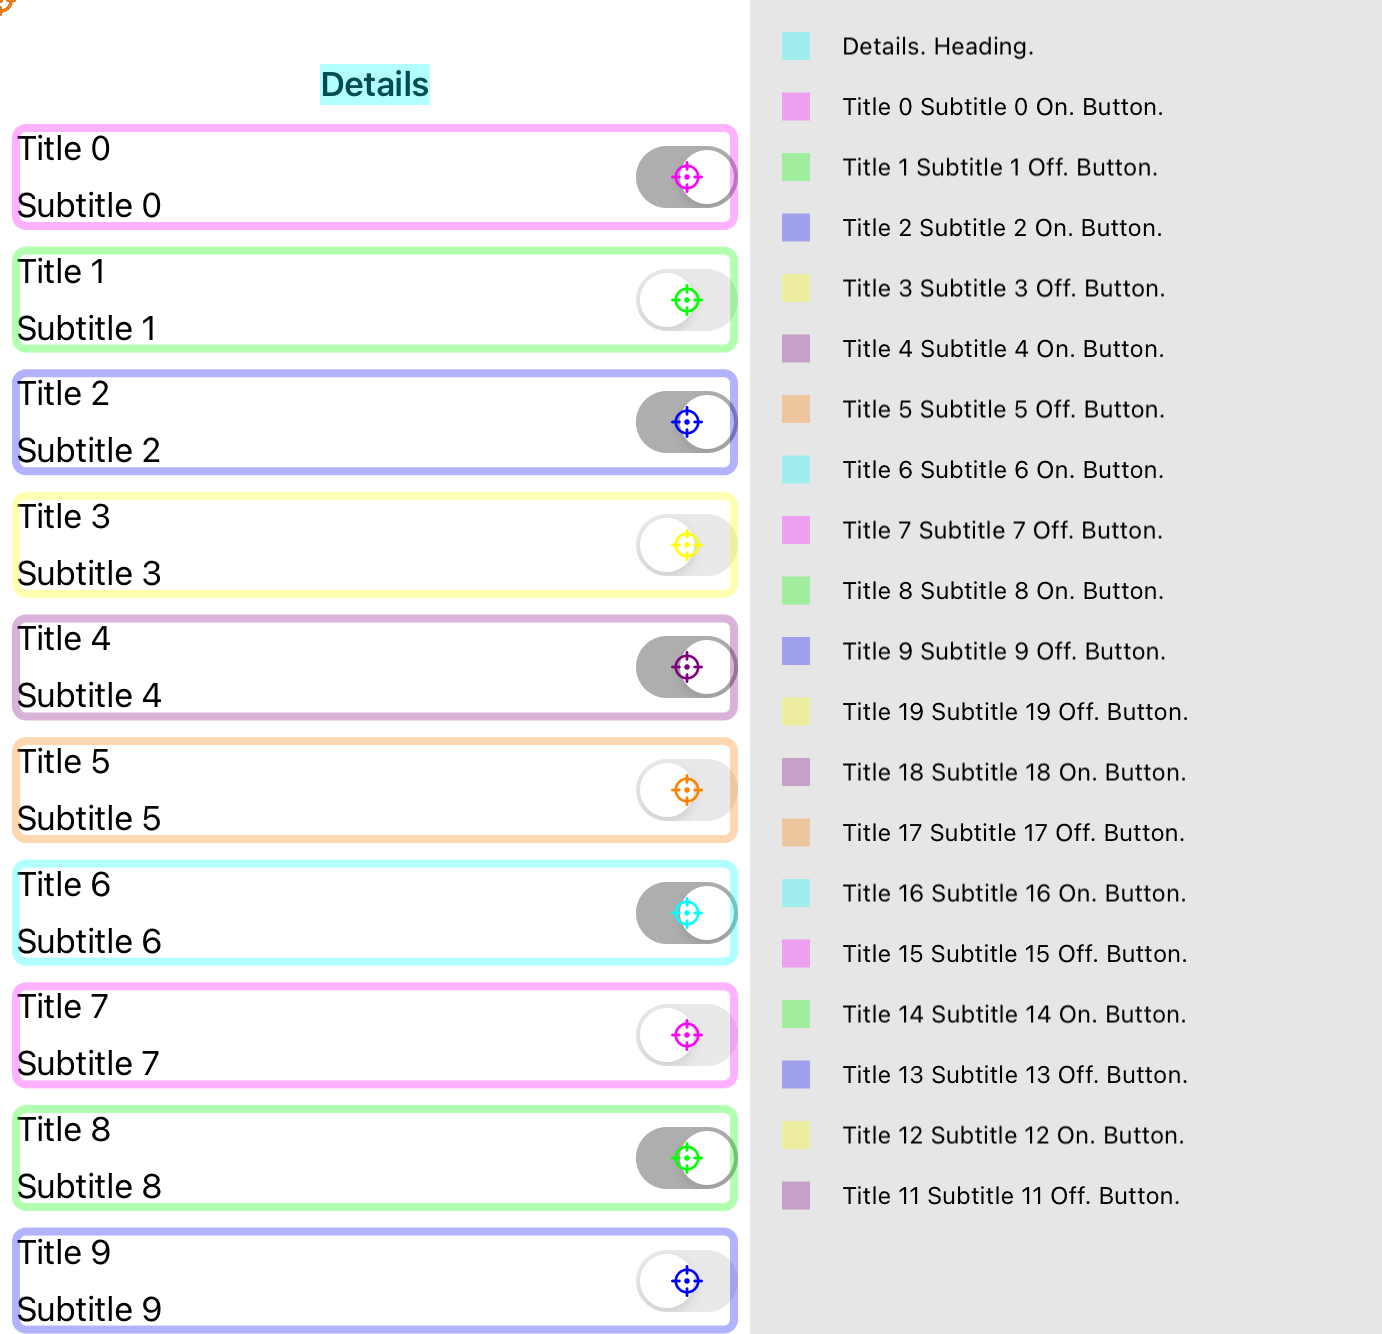 Details
Title 0
Subtitle 0
Title 1
Subtitle 1
Title 2
Subtitle 2
Title 3
Subtitle 3
Title 4
Subtitle 4
Title 5
Subtitle 5
Title 6
Subtitle 6
Title 7
Subtitle 7
Title 8
Subtitle 8
Title 9
Subtitle 9
Details. Heading.
Title 0 Subtitle 0 On. Button.
Title 1 Subtitle 1 Off. Button.
Title 2 Subtitle 2 On. Button.
Title 3 Subtitle 3 Off. Button.
Title 4 Subtitle 4 On. Button.
Title 5 Subtitle 5 Off. Button.
Title 6 Subtitle 6 On. Button.
Title 7 Subtitle 7 Off. Button.
Title 8 Subtitle 8 On. Button.
Title 9 Subtitle 9 Off. Button.
Title 19 Subtitle 19 Off. Button.
Title 18 Subtitle 18 On. Button.
Title 17 Subtitle 17 Off. Button.
Title 16 Subtitle 16 On. Button.
Title 15 Subtitle 15 Off. Button.
Title 14 Subtitle 14 On. Button.
Title 13 Subtitle 13 Off. Button.
Title 12 Subtitle 12 On. Button.
Title 11 Subtitle 11 Off. Button.